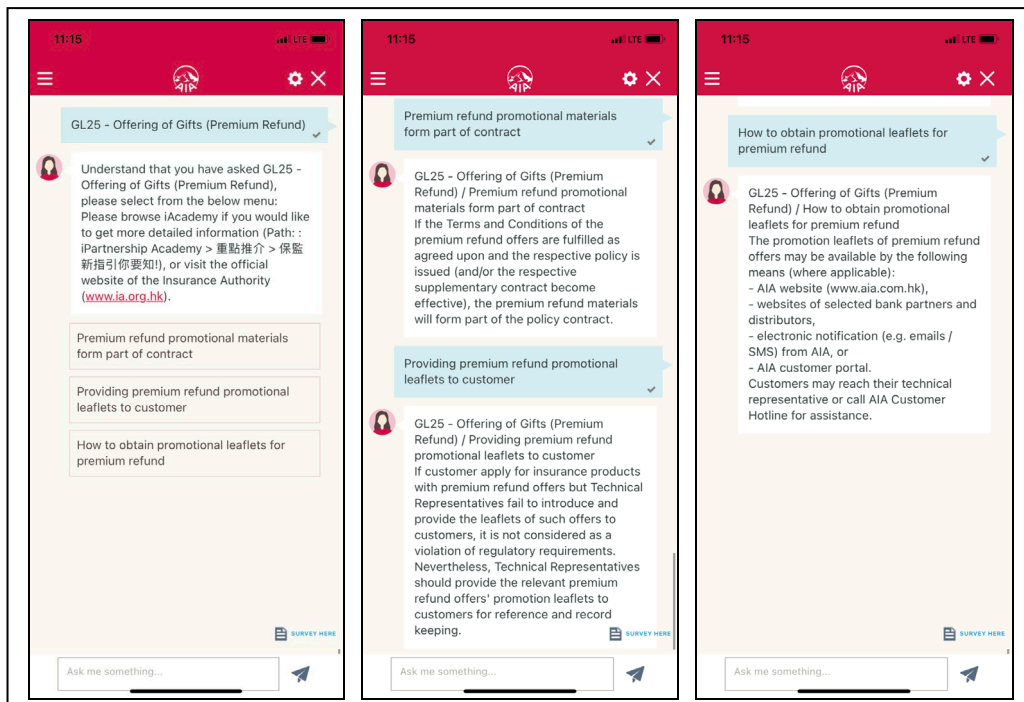 11:15
LTE
AIA
GL25 - Offering of Gifts (Premium Refund)
Understand that you have asked GL25 -
Offering of Gifts (Premium Refund),
please select from the below menu:
Please browse iAcademy if you would like
to get more detailed information (Path: :
iPartnership Academy > 重點推介 > 保監
新指引你要知!), or visit the official
website of the Insurance Authority
(www.ia.org.hk).
Premium refund promotional materials
form part of contract
Providing premium refund promotional
leaflets to customer
How to obtain promotional leaflets for
premium refund
SURVEY HERE
Ask me something...
11:15
LTE
AIA
Premium refund promotional materials
form part of contract
GL25 - Offering of Gifts (Premium
Refund) / Premium refund promotional
materials form part of contract
If the Terms and Conditions of the
premium refund offers are fulfilled as
agreed upon and the respective policy is
issued (and/or the respective
supplementary contract become
effective), the premium refund materials
will form part of the policy contract.
Providing premium refund promotional
leaflets to customer
GL25 - Offering of Gifts (Premium
Refund) / Providing premium refund
promotional leaflets to customer
If customer apply for insurance products
with premium refund offers but Technical
Representatives fail to introduce and
provide the leaflets of such offers to
customers, it is not considered as a
violation of regulatory requirements.
Nevertheless, Technical Representatives
should provide the relevant premium
refund offers' promotion leaflets to
customers for reference and record
keeping.
SURVEY HERE
Ask me something...
11:15
LTE
AIA
How to obtain promotional leaflets for
premium refund
GL25 - Offering of Gifts (Premium
Refund) / How to obtain promotional
leaflets for premium refund
The promotion leaflets of premium refund
offers may be available by the following
means (where applicable):
- AIA website (www.aia.com.hk),
- websites of selected bank partners and
distributors,
- electronic notification (e.g. emails /
SMS) from AIA, or
- AIA customer portal.
Customers may reach their technical
representative or call AIA Customer
Hotline for assistance.
SURVEY HERE
Ask me something...